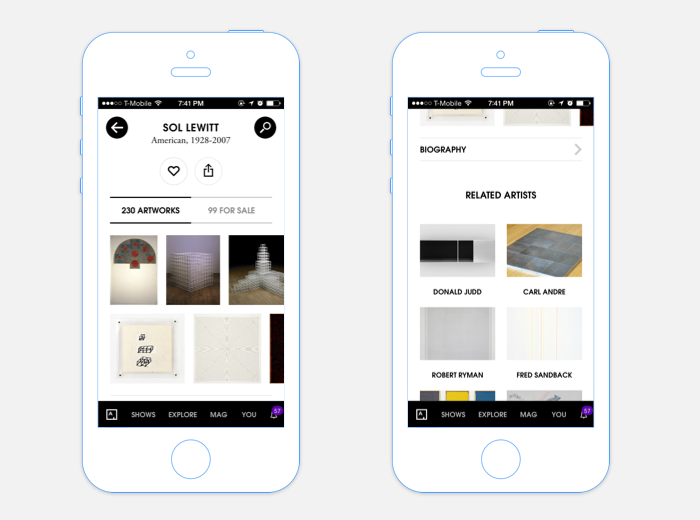 ●●●○○ T-Mobile 7:41 PM
SOL LEWITT
American, 1928-2007
230 ARTWORKS 99 FOR SALE
A. SHOWS EXPLORE MAG YOU 57
●●●○○ T-Mobile 7:41 PM
BIOGRAPHY
RELATED ARTISTS
DONALD JUDD CARL ANDRE
ROBERT RYMAN FRED SANDBACK
A. SHOWS EXPLORE MAG YOU 57